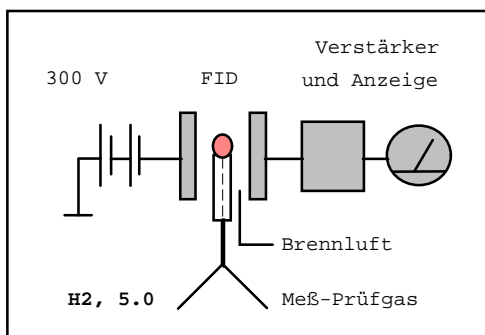 Verstärker
300 V FID und Anzeige
Brennluft
H2, 5.0 Meß-Prüfgas